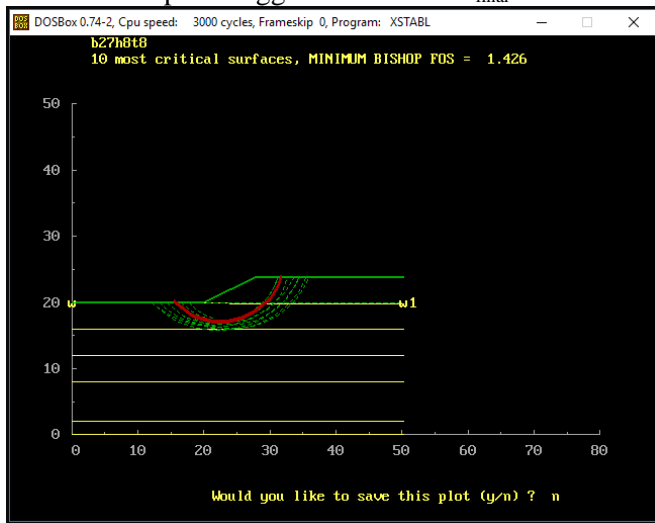 final
DOSBox 0.74-2, Cpu speed: 3000 cycles, Frameskip 0, Program: XSTABL
b27h8t8
10 most critical surfaces, MINIMUM BISHOP FOS = 1.426
50
40
30
20 w w1
10
0
0 10 20 30 40 50 60 70 80
Would you like to save this plot (y/n) ? n